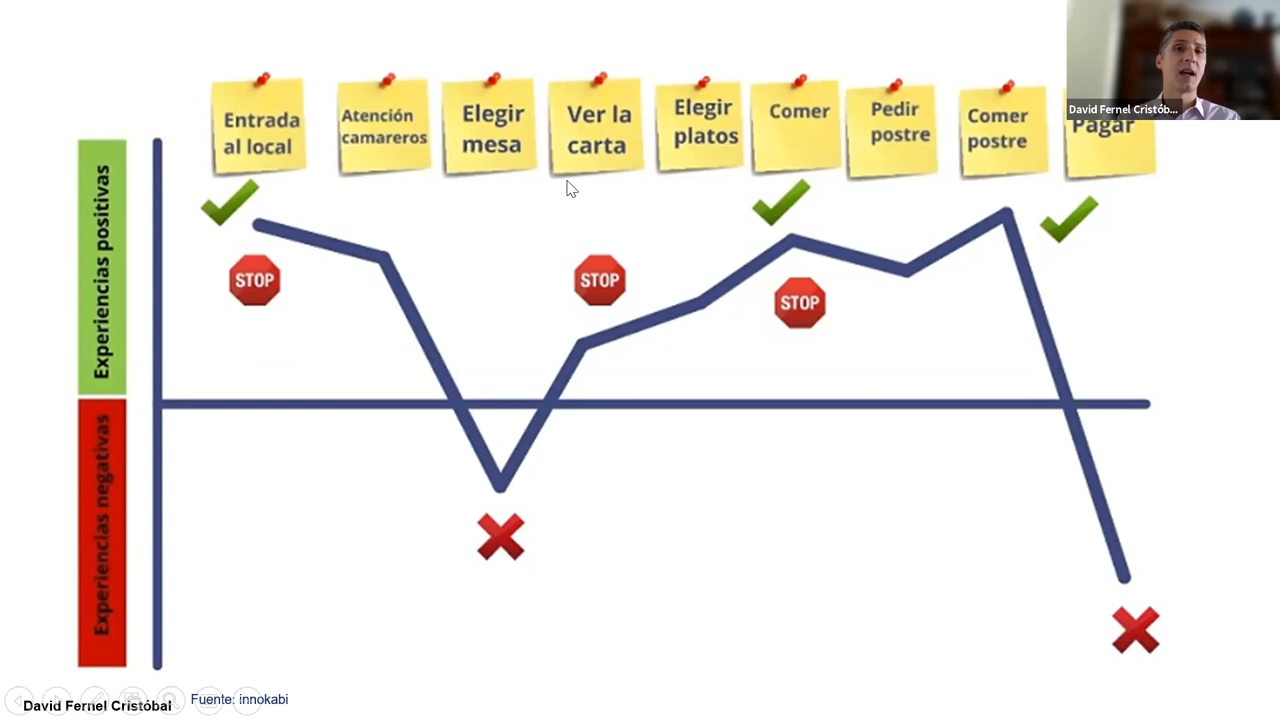 David Fernel Cristób...
Entrada
al local
Atención
camareros
Elegir
mesa
Ver la
carta
Elegir
platos
Comer
Pedir
postre
Comer
postre
Pagar
Experiencias positivas
STOP
STOP
STOP
Experiencias negativas
David Fernel Cristóbal
Fuente: innokabi